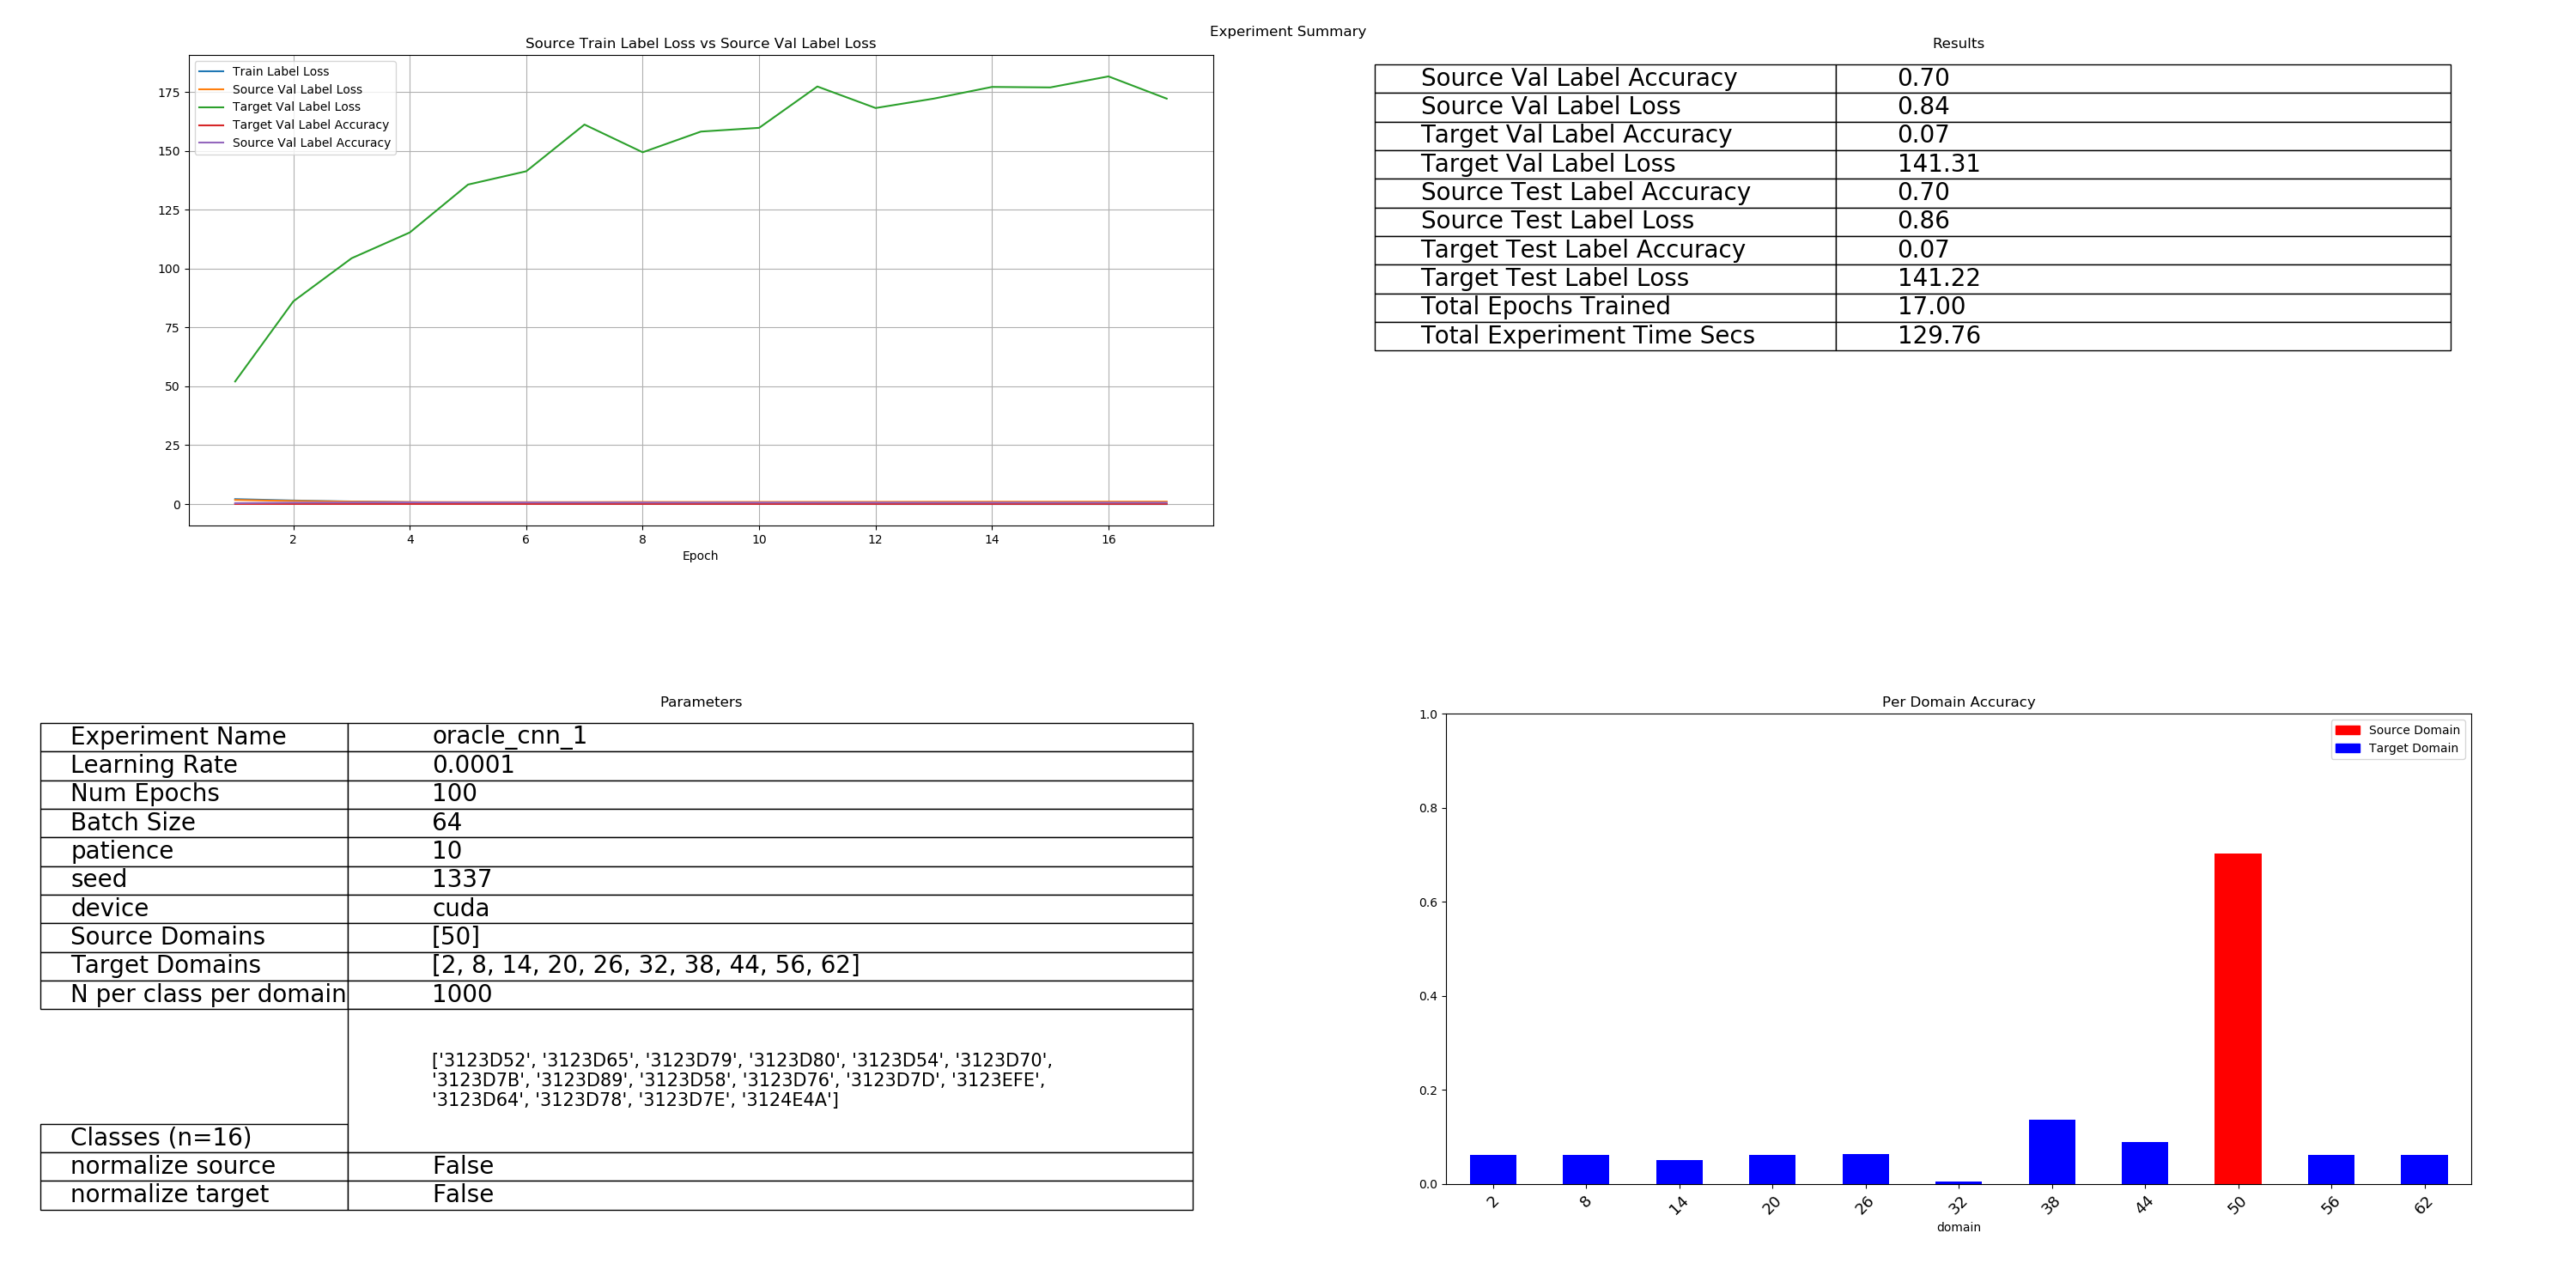 Experiment Summary
Source Train Label Loss vs Source Val Label Loss
Train Label Loss
Source Val Label Loss
Target Val Label Loss
Target Val Label Accuracy
Source Val Label Accuracy
175
150
125
100
75
50
25
0
2 4 6 8 10 12 14 16
Epoch
Results
Source Val Label Accuracy 0.70
Source Val Label Loss 0.84
Target Val Label Accuracy 0.07
Target Val Label Loss 141.31
Source Test Label Accuracy 0.70
Source Test Label Loss 0.86
Target Test Label Accuracy 0.07
Target Test Label Loss 141.22
Total Epochs Trained 17.00
Total Experiment Time Secs 129.76
Parameters
Experiment Name oracle_cnn_1
Learning Rate 0.0001
Num Epochs 100
Batch Size 64
patience 10
seed 1337
device cuda
Source Domains [50]
Target Domains [2, 8, 14, 20, 26, 32, 38, 44, 56, 62]
N per class per domain 1000
['3123D52', '3123D65', '3123D79', '3123D80', '3123D54', '3123D70',
'3123D7B', '3123D89', '3123D58', '3123D76', '3123D7D', '3123EFE',
'3123D64', '3123D78', '3123D7E', '3124E4A']
Classes (n=16)
normalize source False
normalize target False
Per Domain Accuracy
Source Domain
Target Domain
1.0
0.8
0.6
0.4
0.2
0.0
2 8 14 20 26 32 38 44 50 56 62
domain